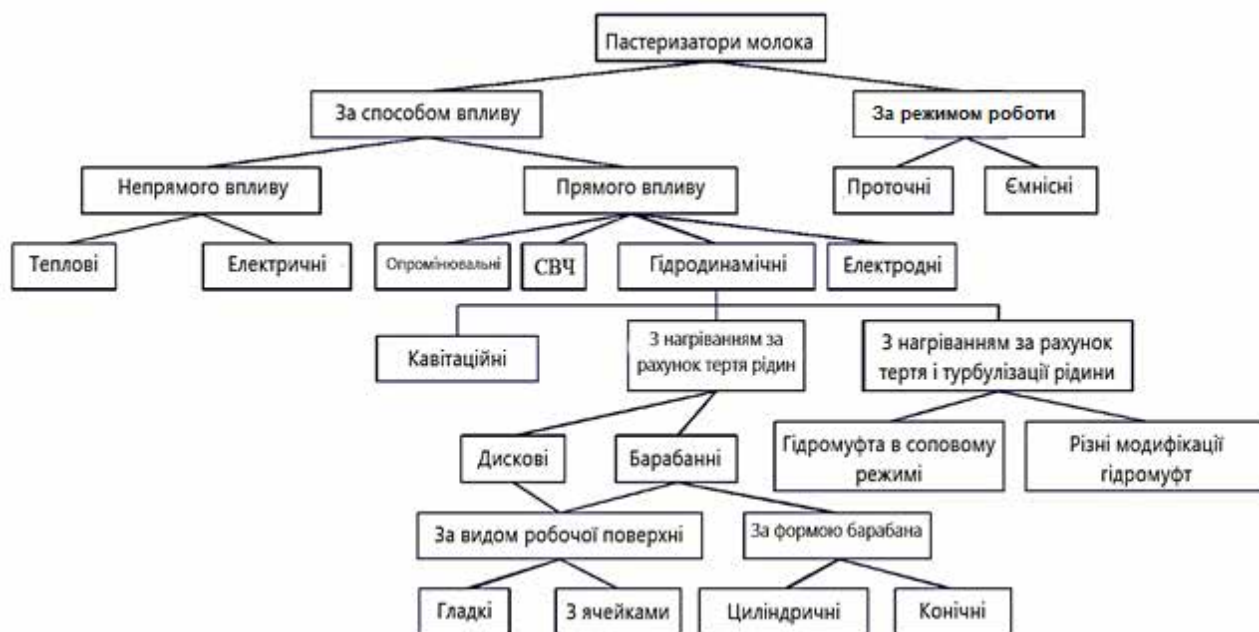 Пастеризатори молока
За способом впливу
За режимом роботи
Непрямого впливу
Прямого впливу
Проточні
Ємнісні
Теплові
Електричні
Опромінювальні
СВЧ
Гідродинамічні
Електродні
Кавітаційні
З нагріванням за
рахунок тертя рідин
З нагріванням за рахунок
тертя і турбулізації рідини
Дискові
Барабанні
Гідромуфта в соповому
режимі
Різні модифікації
гідромуфт
За видом робочої поверхні
За формою барабана
Гладкі
З ячейками
Циліндричні
Конічні